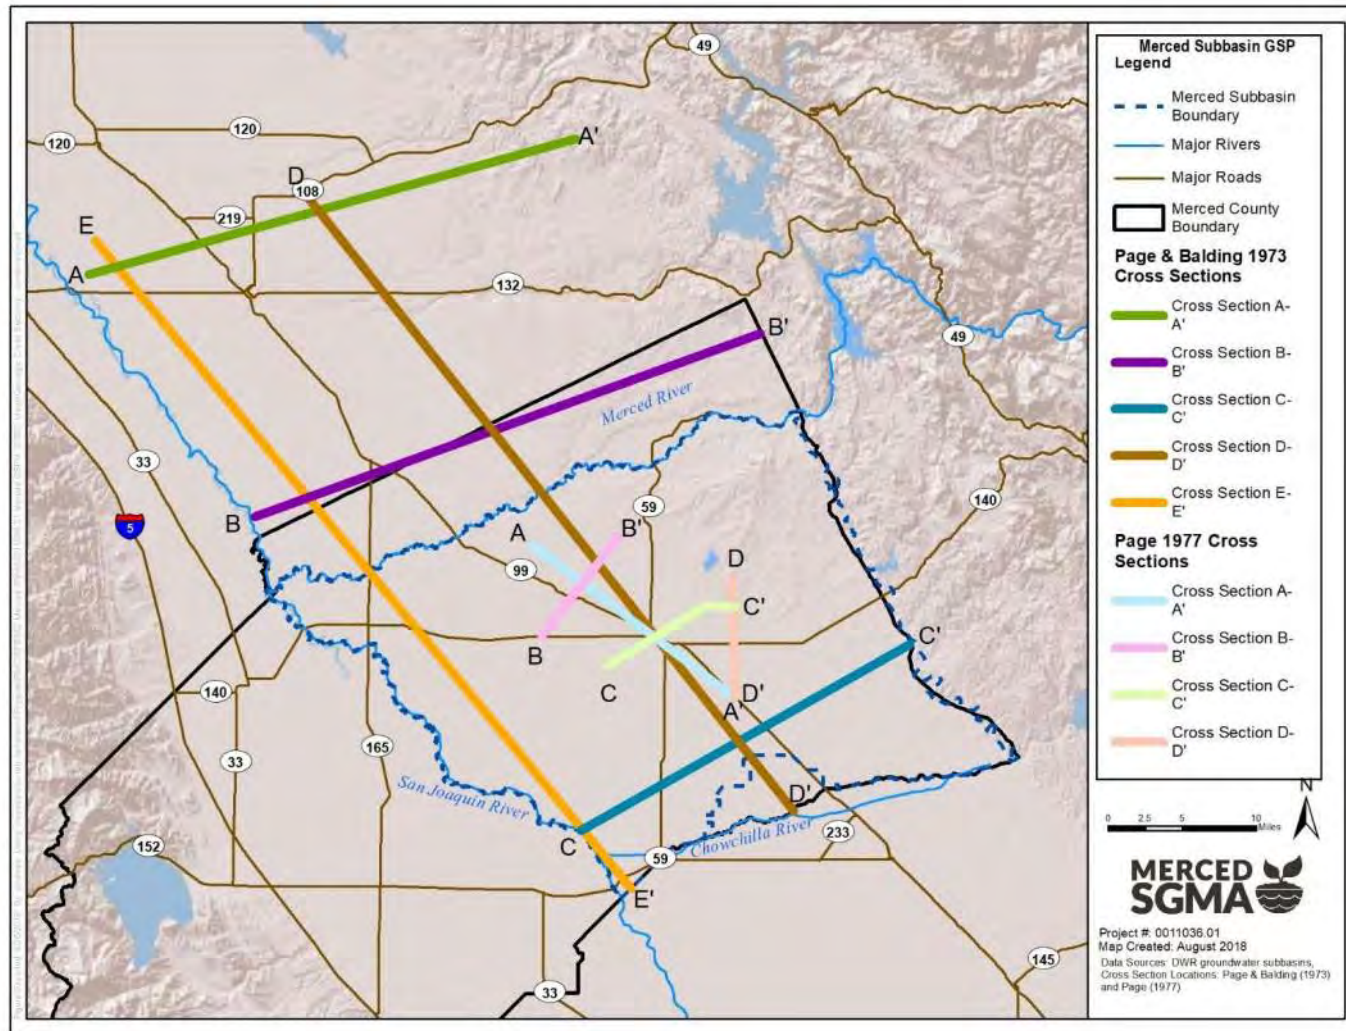 49
120
120
A'
D
108
219
E
A
132
49
B'
Merced River
33
B
5
59
140
A
B'
99
D
C'
B
C'
C
D'
A'
140
165
33
San Joaquin River
D'
Chowchilla River
233
C
59
152
E'
145
33
Merced Subbasin GSP
Legend
Merced Subbasin
Boundary
Major Rivers
Major Roads
Merced County
Boundary
Page & Balding 1973
Cross Sections
Cross Section A-
A'
Cross Section B-
B'
Cross Section C-
C'
Cross Section D-
D'
Cross Section E-
E'
Page 1977 Cross
Sections
Cross Section A-
A'
Cross Section B-
B'
Cross Section C-
C'
Cross Section D-
D'
N
0 2.5 5 10
Miles
MERCED
SGMA
Project #: 0011036.01
Map Created: August 2018
Data Sources: DWR groundwater subbasins,
Cross Section Locations: Page & Balding (1973)
and Page (1977)